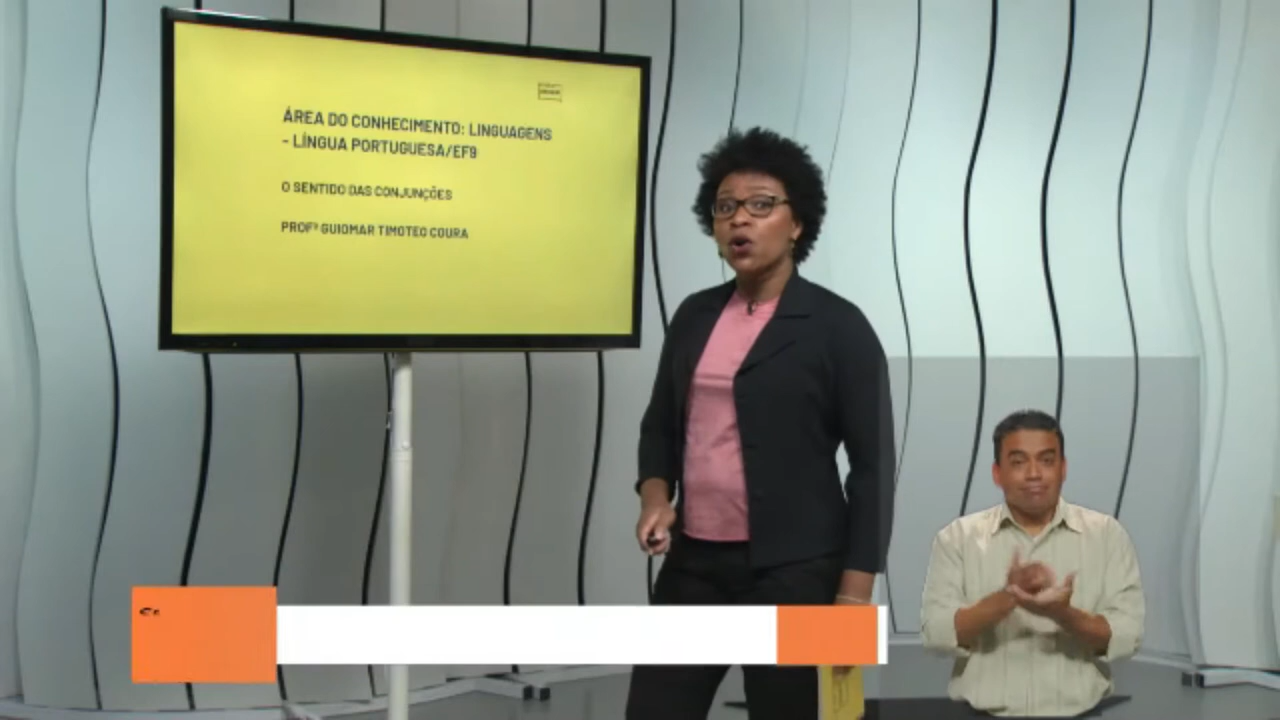 ÁREA DO CONHECIMENTO: LINGUAGENS
- LÍNGUA PORTUGUESA/EF9
O SENTIDO DAS CONJUNÇÕES
PROFª GUIOMAR TIMOTEO COURA